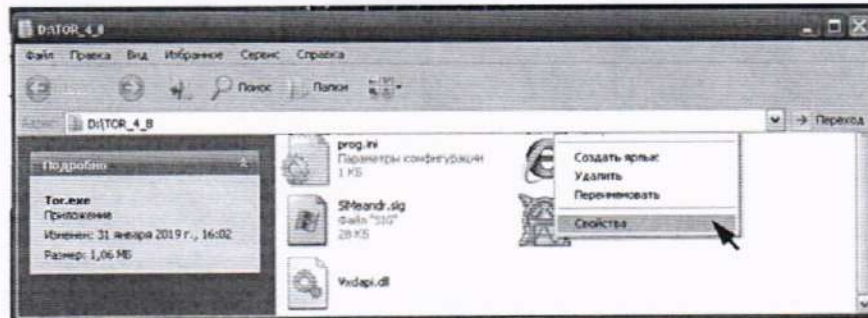 D:\TOR_4_B
Файл Правка Вид Избранное Сервис Справка
Поиск Папки
D:\TOR_4_B
Переход
Подробно
Tor.exe
Приложение
Изменен: 31 января 2019 г., 16:02
Размер: 1,06 МБ
prog.ini
Параметры конфигурации
1 КБ
SMeandr.sig
Файл "SIG"
28 КБ
Vxdapi.dll
Создать ярлык
Удалить
Переименовать
Свойства